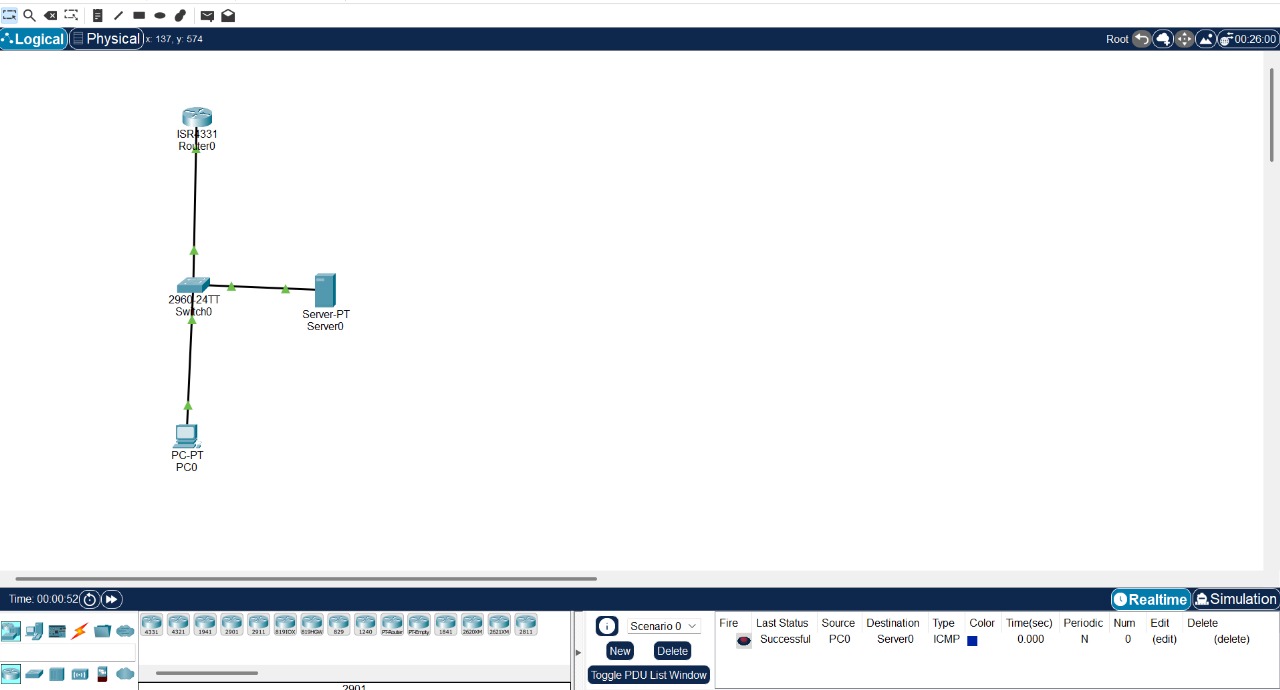 Logical Physical x: 137, y: 574 Root 00:26:00
ISR4331
Router0
2960-24TT
Switch0
Server-PT
Server0
PC-PT
PC0
Time: 00:00:52 Realtime Simulation
4331 4321 1941 2901 2911 819IOX 819HGW 829 1240 PT-Router PT-Empty 1841 2620XM 2621XM 2811
2901
Scenario 0
New Delete
Toggle PDU List Window
Fire Last Status Source Destination Type Color Time(sec) Periodic Num Edit Delete
Successful PC0 Server0 ICMP 0.000 N 0 (edit) (delete)